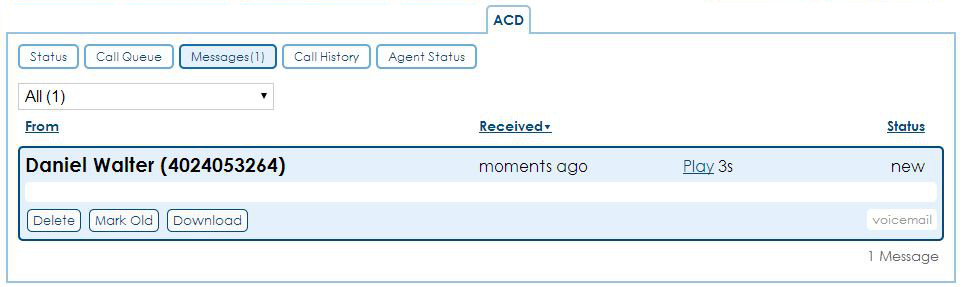 ACD
Status Call Queue Messages(1) Call History Agent Status
All (1)
From Received Status
Daniel Walter (4024053264) moments ago Play 3s new
Delete Mark Old Download voicemail
1 Message